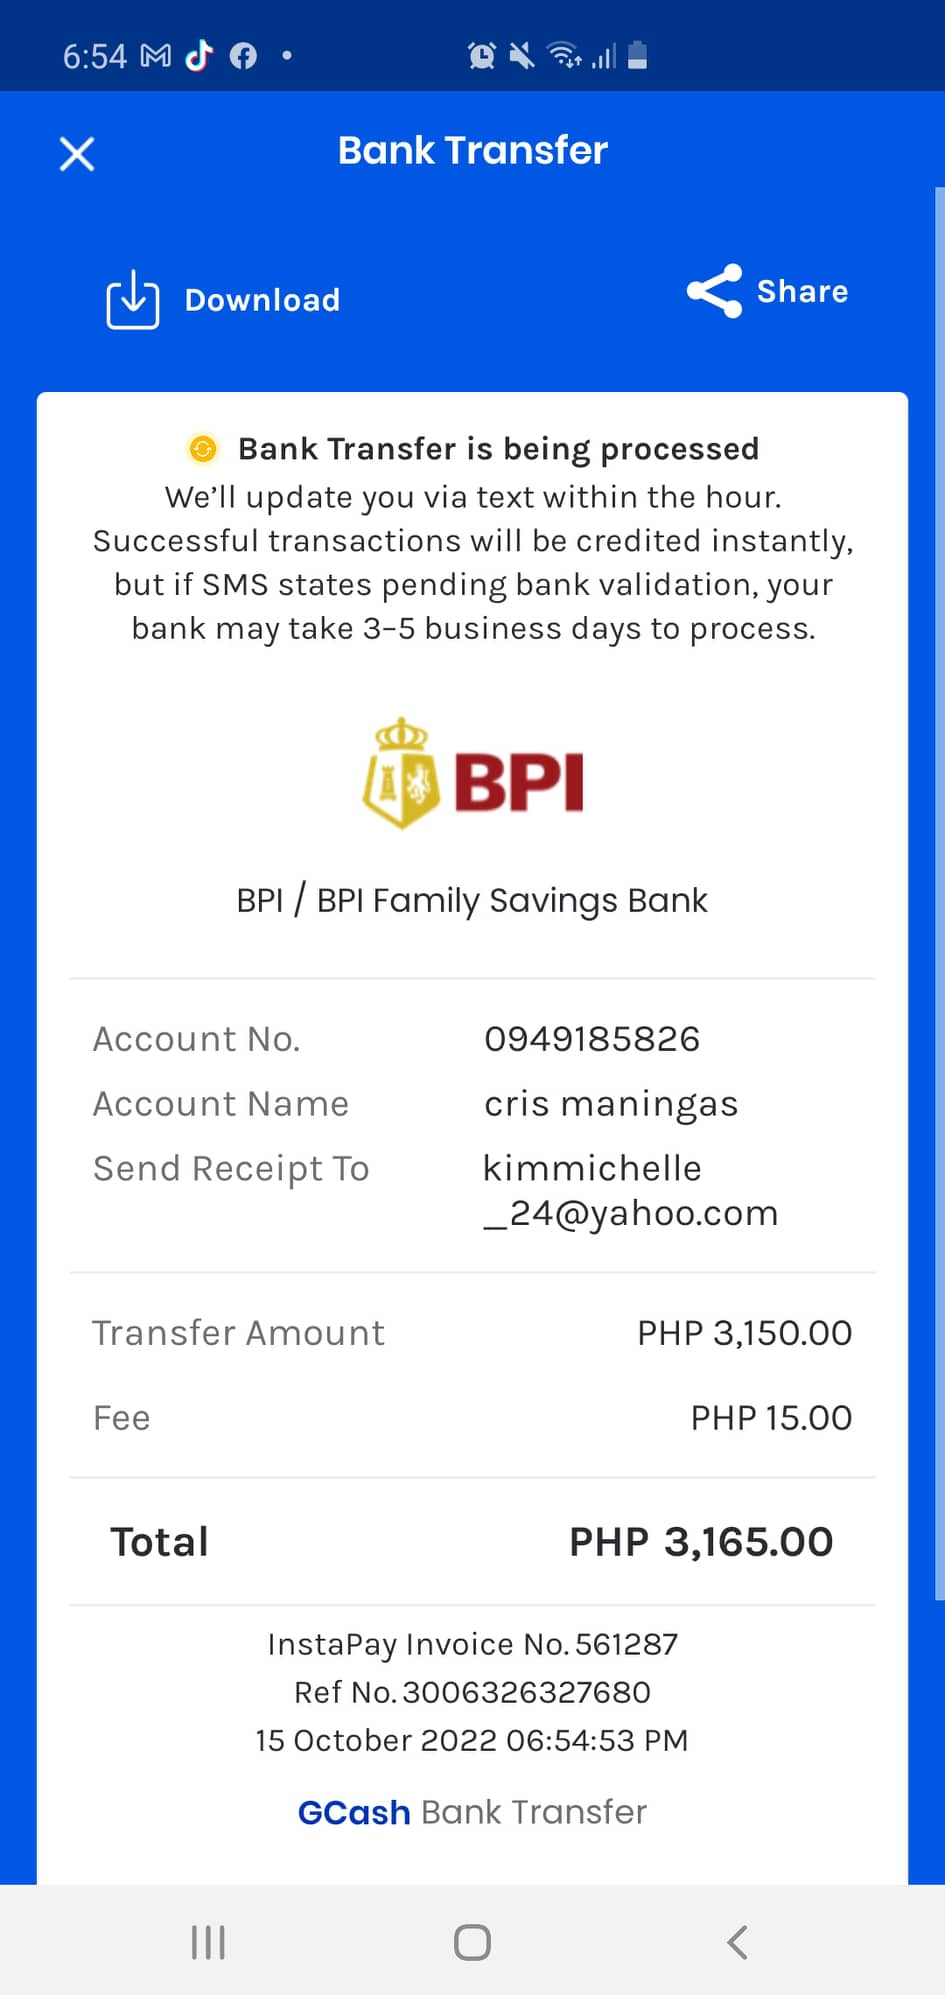 6:54
Bank Transfer
Download
Share
Bank Transfer is being processed
We'll update you via text within the hour.
Successful transactions will be credited instantly,
but if SMS states pending bank validation, your
bank may take 3-5 business days to process.
BPI
BPI / BPI Family Savings Bank
Account No. 0949185826
Account Name cris maningas
Send Receipt To kimmichelle
_24@yahoo.com
Transfer Amount PHP 3,150.00
Fee PHP 15.00
Total PHP 3,165.00
InstaPay Invoice No. 561287
Ref No. 3006326327680
15 October 2022 06:54:53 PM
GCash Bank Transfer